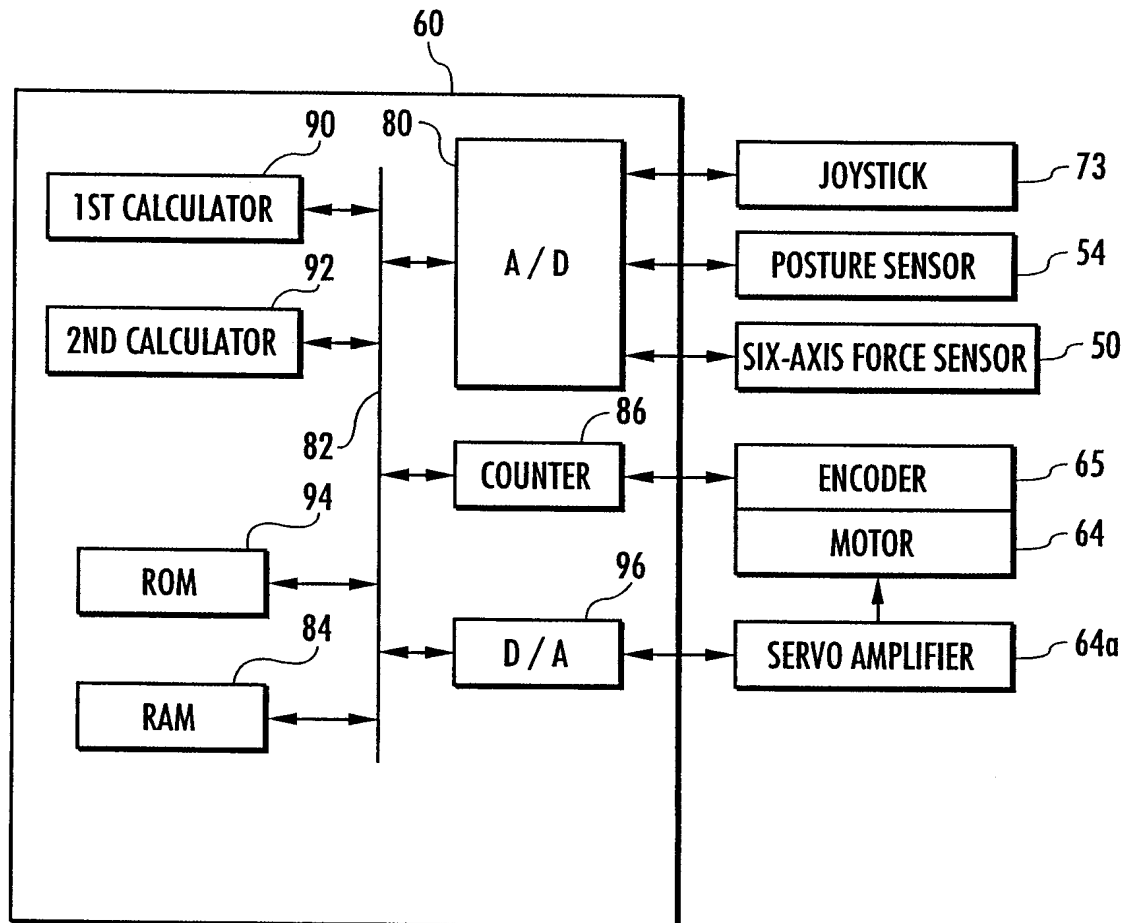 60
90
80
1ST CALCULATOR
A / D
JOYSTICK
73
92
POSTURE SENSOR
54
2ND CALCULATOR
SIX-AXIS FORCE SENSOR
50
82
86
COUNTER
ENCODER
65
94
MOTOR
64
ROM
96
84
D / A
SERVO AMPLIFIER
64a
RAM